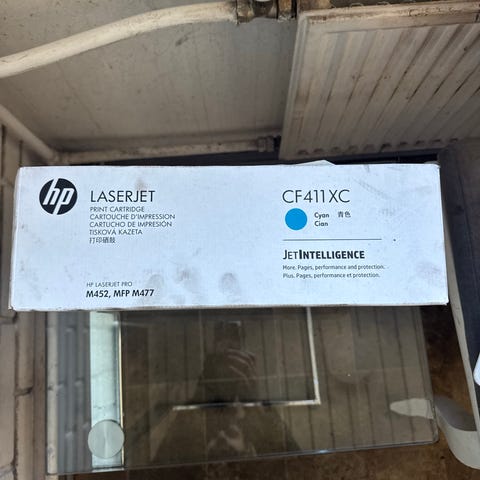 hp
LASERJET
PRINT CARTRIDGE
CARTOUCHE D'IMPRESSION
CARTUCHO DE IMPRESIÓN
TISKOVÁ KAZETA
打印硒鼓
HP LASERJET PRO
M452, MFP M477
CF411XC
Cyan 青色
Cian
JETINTELLIGENCE
More. Pages, performance and protection.
Plus. Pages, performance et protection.